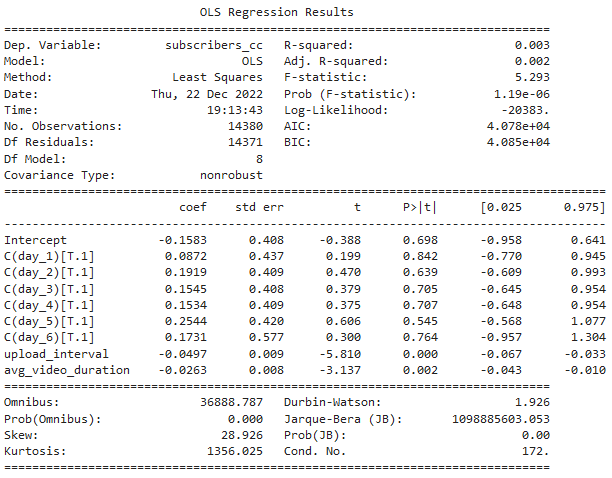 OLS Regression Results
==============================================================================
Dep. Variable:         subscribers_cc   R-squared:                       0.003
Model:                            OLS   Adj. R-squared:                  0.002
Method:                 Least Squares   F-statistic:                     5.293
Date:                Thu, 22 Dec 2022   Prob (F-statistic):           1.19e-06
Time:                        19:13:43   Log-Likelihood:                -20383.
No. Observations:               14380   AIC:                         4.078e+04
Df Residuals:                   14371   BIC:                         4.085e+04
Df Model:                           8
Covariance Type:            nonrobust
======================================================================================
                         coef    std err          t      P>|t|      [0.025      0.975]
--------------------------------------------------------------------------------------
Intercept             -0.1583      0.408     -0.388      0.698      -0.958       0.641
C(day_1)[T.1]          0.0872      0.437      0.199      0.842      -0.770       0.945
C(day_2)[T.1]          0.1919      0.409      0.470      0.639      -0.609       0.993
C(day_3)[T.1]          0.1545      0.408      0.379      0.705      -0.645       0.954
C(day_4)[T.1]          0.1534      0.409      0.375      0.707      -0.648       0.954
C(day_5)[T.1]          0.2544      0.420      0.606      0.545      -0.568       1.077
C(day_6)[T.1]          0.1731      0.577      0.300      0.764      -0.957       1.304
upload_interval       -0.0497      0.009     -5.810      0.000      -0.067      -0.033
avg_video_duration    -0.0263      0.008     -3.137      0.002      -0.043      -0.010
==============================================================================
Omnibus:                    36888.787   Durbin-Watson:                   1.926
Prob(Omnibus):                  0.000   Jarque-Bera (JB):       1098885603.053
Skew:                          28.926   Prob(JB):                         0.00
Kurtosis:                    1356.025   Cond. No.                         172.
==============================================================================